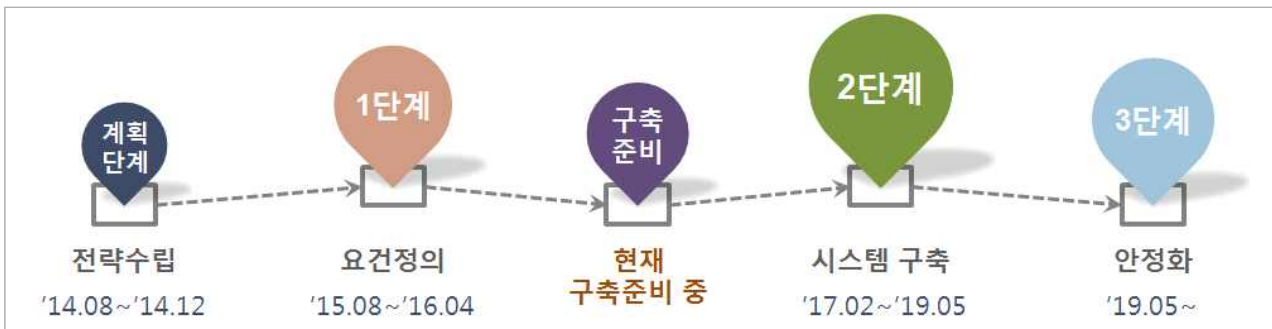 계획
단계
1단계
구축
준비
2단계
3단계
전략수립
요건정의
현재
구축준비 중
시스템 구축
안정화
'14.08~'14.12
'15.08~'16.04
'17.02~'19.05
'19.05~